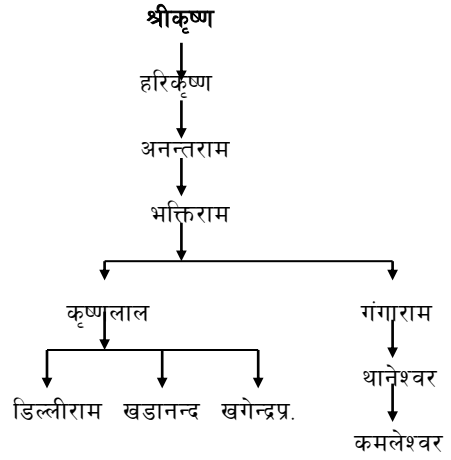 श्रीकृष्ण
हरिकृष्ण
अनन्तराम
भक्तिराम
कृष्णलाल गंगाराम
थानेश्वर
डिल्लीराम खडानन्द खगेन्द्रप्र.
कमलेश्वर